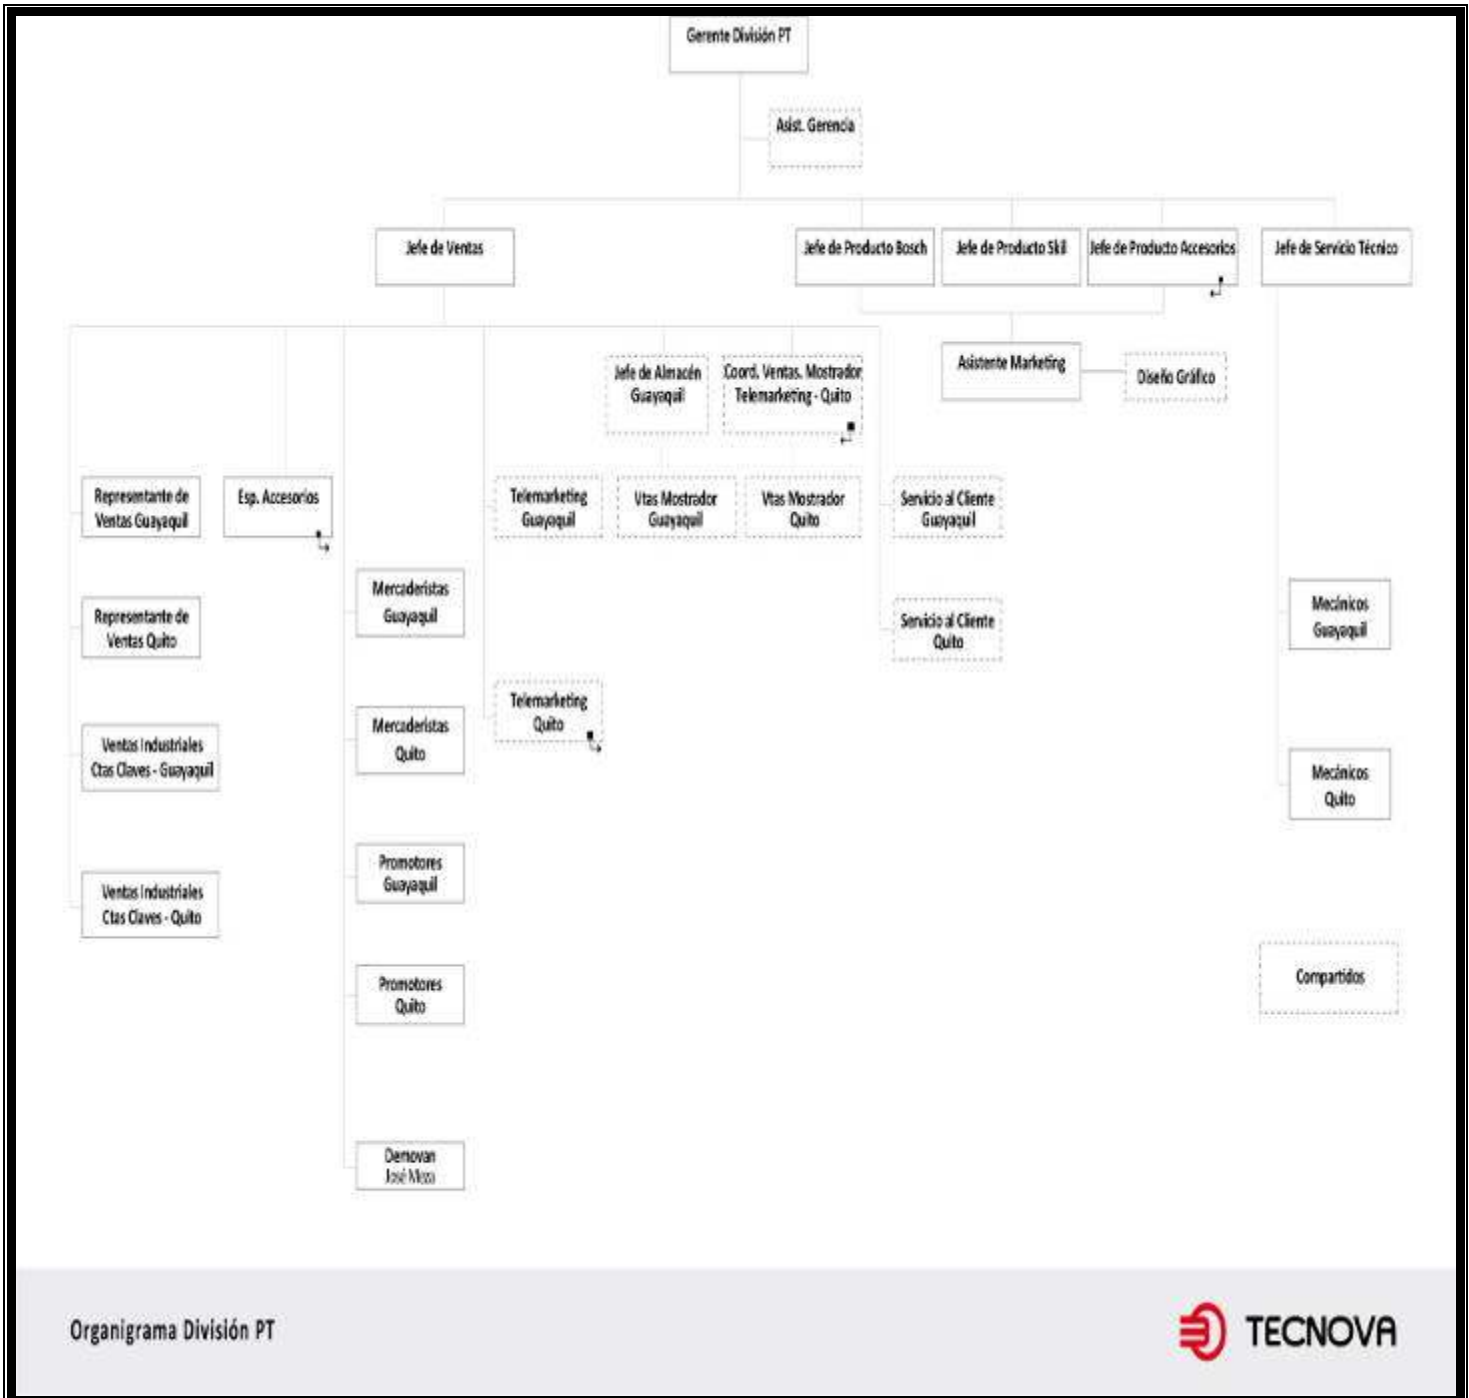 Gerente División PT
Asist. Gerencia
Jefe de Ventas
Jefe de Producto Bosch
Jefe de Producto Skil
Jefe de Producto Accesorios
Jefe de Servicio Técnico
Jefe de Almacén
Guayaquil
Coord. Ventas. Mostrador
Telemarketing - Quito
Asistente Marketing
Diseño Gráfico
Representante de
Ventas Guayaquil
Esp. Accesorios
Telemarketing
Guayaquil
Vtas Mostrador
Guayaquil
Vtas Mostrador
Quito
Servicio al Cliente
Guayaquil
Mercaderistas
Guayaquil
Mecánicos
Guayaquil
Representante de
Ventas Quito
Servicio al Cliente
Quito
Telemarketing
Quito
Mercaderistas
Quito
Ventas Industriales
Ctas Claves - Guayaquil
Mecánicos
Quito
Promotores
Guayaquil
Ventas Industriales
Ctas Claves - Quito
Promotores
Quito
Compartidos
Demovan
José Meza
Organigrama División PT
TECNOVA